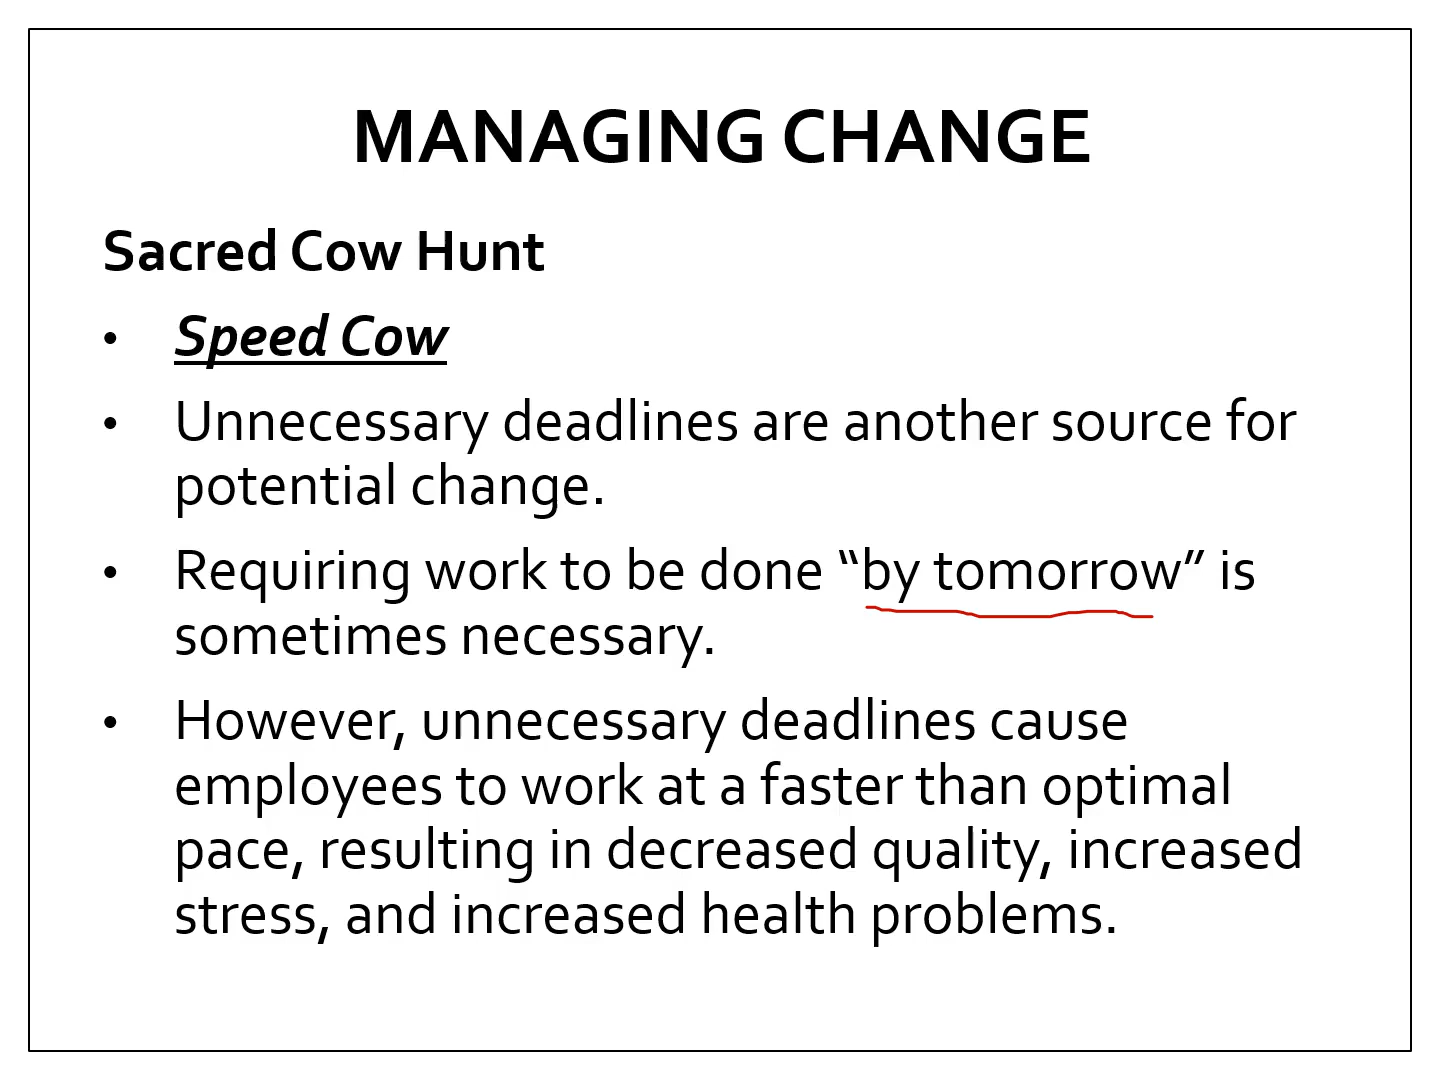 MANAGING CHANGE
Sacred Cow Hunt
• Speed Cow
• Unnecessary deadlines are another source for
potential change.
• Requiring work to be done “by tomorrow” is
sometimes necessary.
• However, unnecessary deadlines cause
employees to work at a faster than optimal
pace, resulting in decreased quality, increased
stress, and increased health problems.